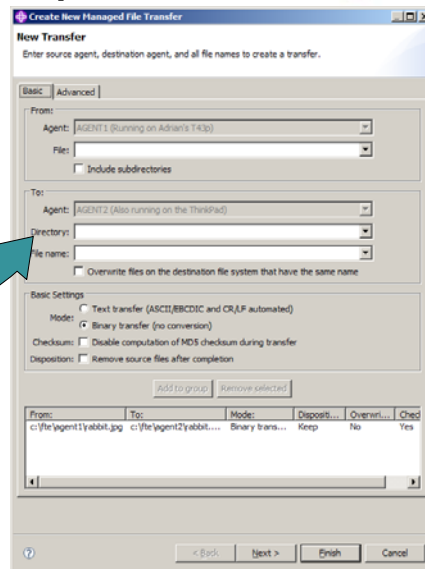 Create New Managed File Transfer
New Transfer
Enter source agent, destination agent, and all file names to create a transfer.
Basic Advanced
From:
Agent: AGENT1 (Running on Adrian's T43p)
File:
Include subdirectories
To:
Agent: AGENT2 (Also running on the ThinkPad)
Directory:
File name:
Overwrite files on the destination file system that have the same name
Basic Settings
Mode: Text transfer (ASCII/EBCDIC and CR/LF automated)
Binary transfer (no conversion)
Checksum: Disable computation of MD5 checksum during transfer
Disposition: Remove source files after completion
Add to group Remove selected
From: To: Mode: Dispositi... Overwri... Chec
c:\fte\agent1\rabbit.jpg c:\fte\agent2\rabbit.... Binary trans... Keep No Yes
< Back Next > Finish Cancel